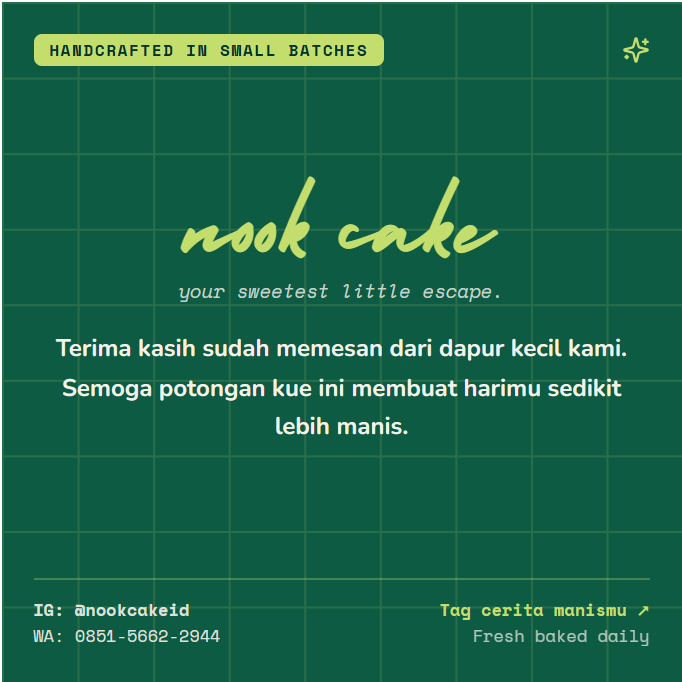 HANDCRAFTED IN SMALL BATCHES
nook cake
your sweetest little escape.
Terima kasih sudah memesan dari dapur kecil kami.
Semoga potongan kue ini membuat harimu sedikit
lebih manis.
IG: @nookcakeid
Tag cerita manismu ↗
WA: 0851-5662-2944
Fresh baked daily